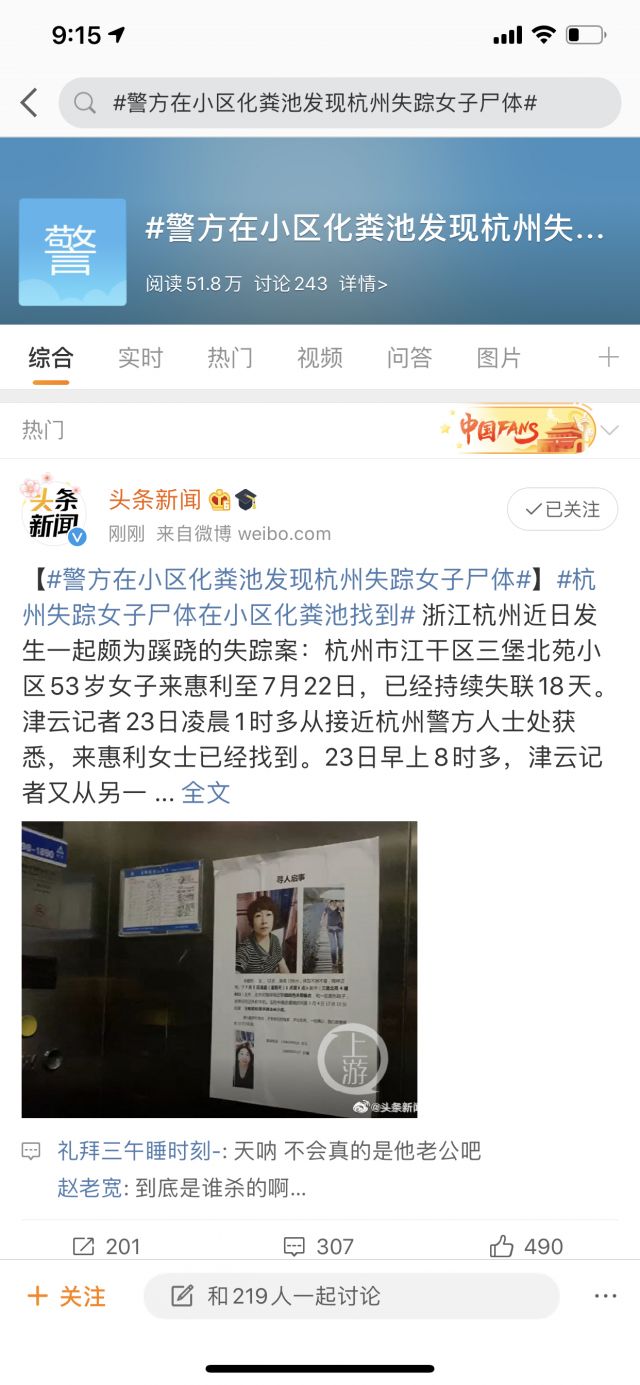 9:15
#警方在小区化粪池发现杭州失踪女子尸体#
警
#警方在小区化粪池发现杭州失...
阅读51.8万 讨论243 详情>
综合 实时 热门 视频 问答 图片
热门
中国FANS
头条新闻
头条
新闻
刚刚 来自微博 weibo.com
已关注
【#警方在小区化粪池发现杭州失踪女子尸体#】#杭
州失踪女子尸体在小区化粪池找到# 浙江杭州近日发
生一起颇为蹊跷的失踪案：杭州市江干区三堡北苑小
区53岁女子来惠利至7月22日，已经持续失联18天。
津云记者23日凌晨1时多从接近杭州警方人士处获
悉，来惠利女士已经找到。23日早上8时多，津云记
者又从另一 ... 全文
寻人启事
上游
@头条新闻
礼拜三午睡时刻-: 天呐 不会真的是他老公吧
赵老宽: 到底是谁杀的啊...
201
307
490
+ 关注
和219人一起讨论